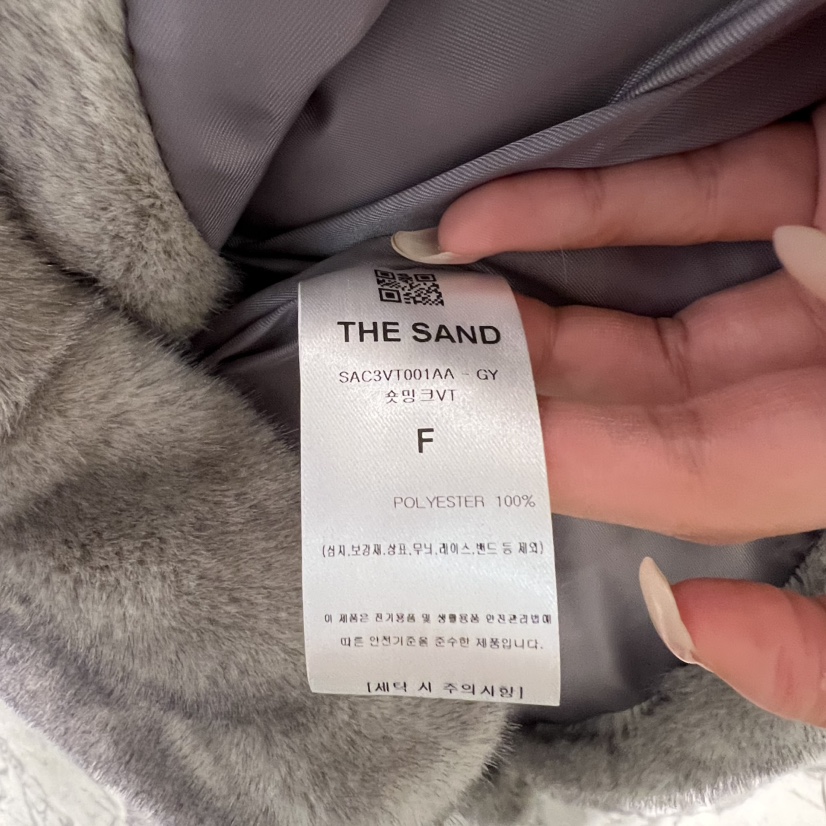 THE SAND
SAC3VT001AA - GY
숏밍크VT
F
POLYESTER 100%
(심지,보강재,상표,무늬,레이스,밴드 등 제외)
이 제품은 전기용품 및 생활용품 안전관리법에
따른 안전기준을 준수한 제품입니다.
[세탁 시 주의사항]